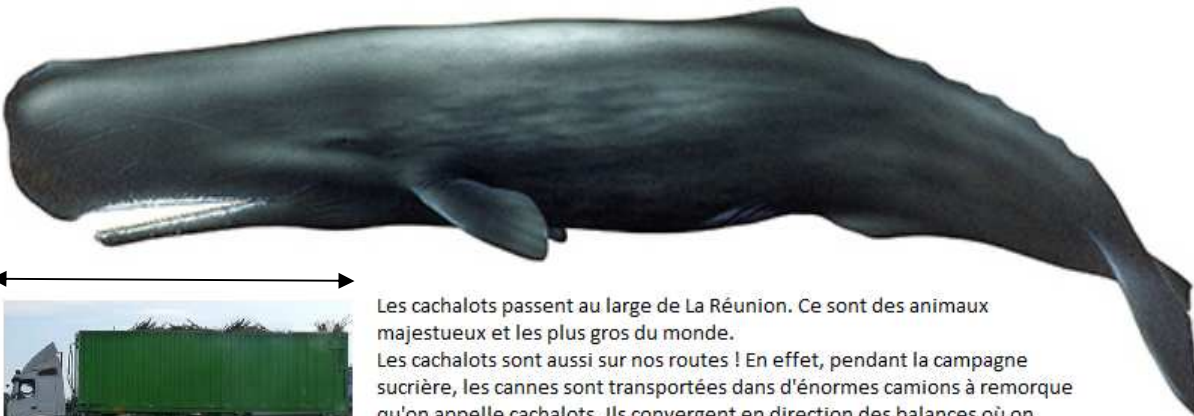 Les cachalots passent au large de La Réunion. Ce sont des animaux
majestueux et les plus gros du monde.
Les cachalots sont aussi sur nos routes ! En effet, pendant la campagne
sucrière, les cannes sont transportées dans d'énormes camions à remorque
qu'on appelle cachalots. Ils convergent en direction des balances où on